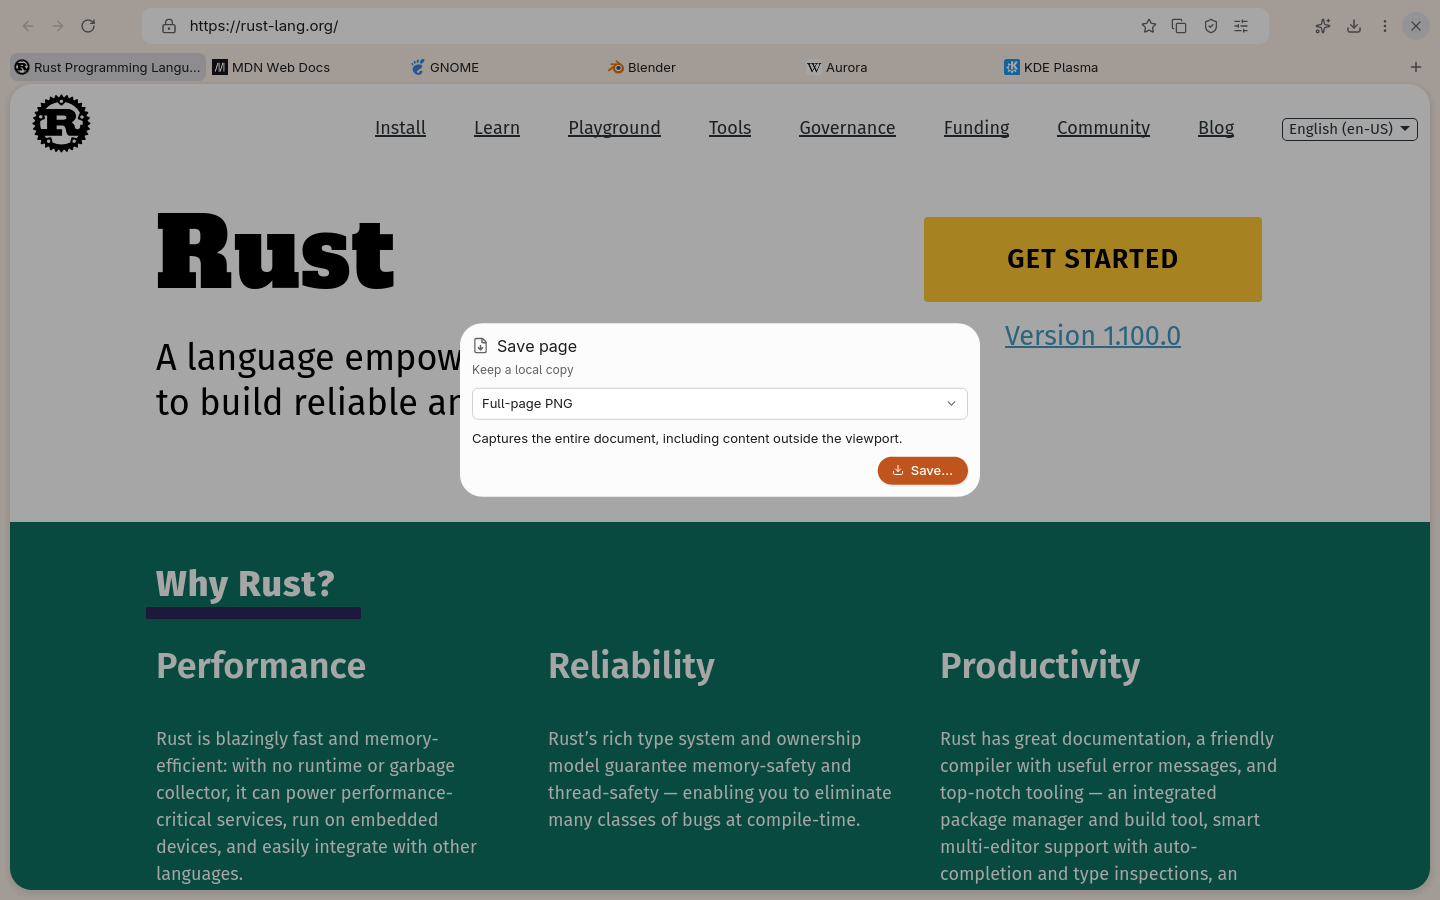 https://rust-lang.org/
Rust Programming Langu...
MDN Web Docs
GNOME
Blender
Aurora
KDE Plasma
Install
Learn
Playground
Tools
Governance
Funding
Community
Blog
English (en-US)
Rust
GET STARTED
Version 1.100.0
A language empow
to build reliable an
Save page
Keep a local copy
Full-page PNG
Captures the entire document, including content outside the viewport.
Save...
Why Rust?
Performance
Rust is blazingly fast and memory-
efficient: with no runtime or garbage
collector, it can power performance-
critical services, run on embedded
devices, and easily integrate with other
languages.
Reliability
Rust’s rich type system and ownership
model guarantee memory-safety and
thread-safety — enabling you to eliminate
many classes of bugs at compile-time.
Productivity
Rust has great documentation, a friendly
compiler with useful error messages, and
top-notch tooling — an integrated
package manager and build tool, smart
multi-editor support with auto-
completion and type inspections, an